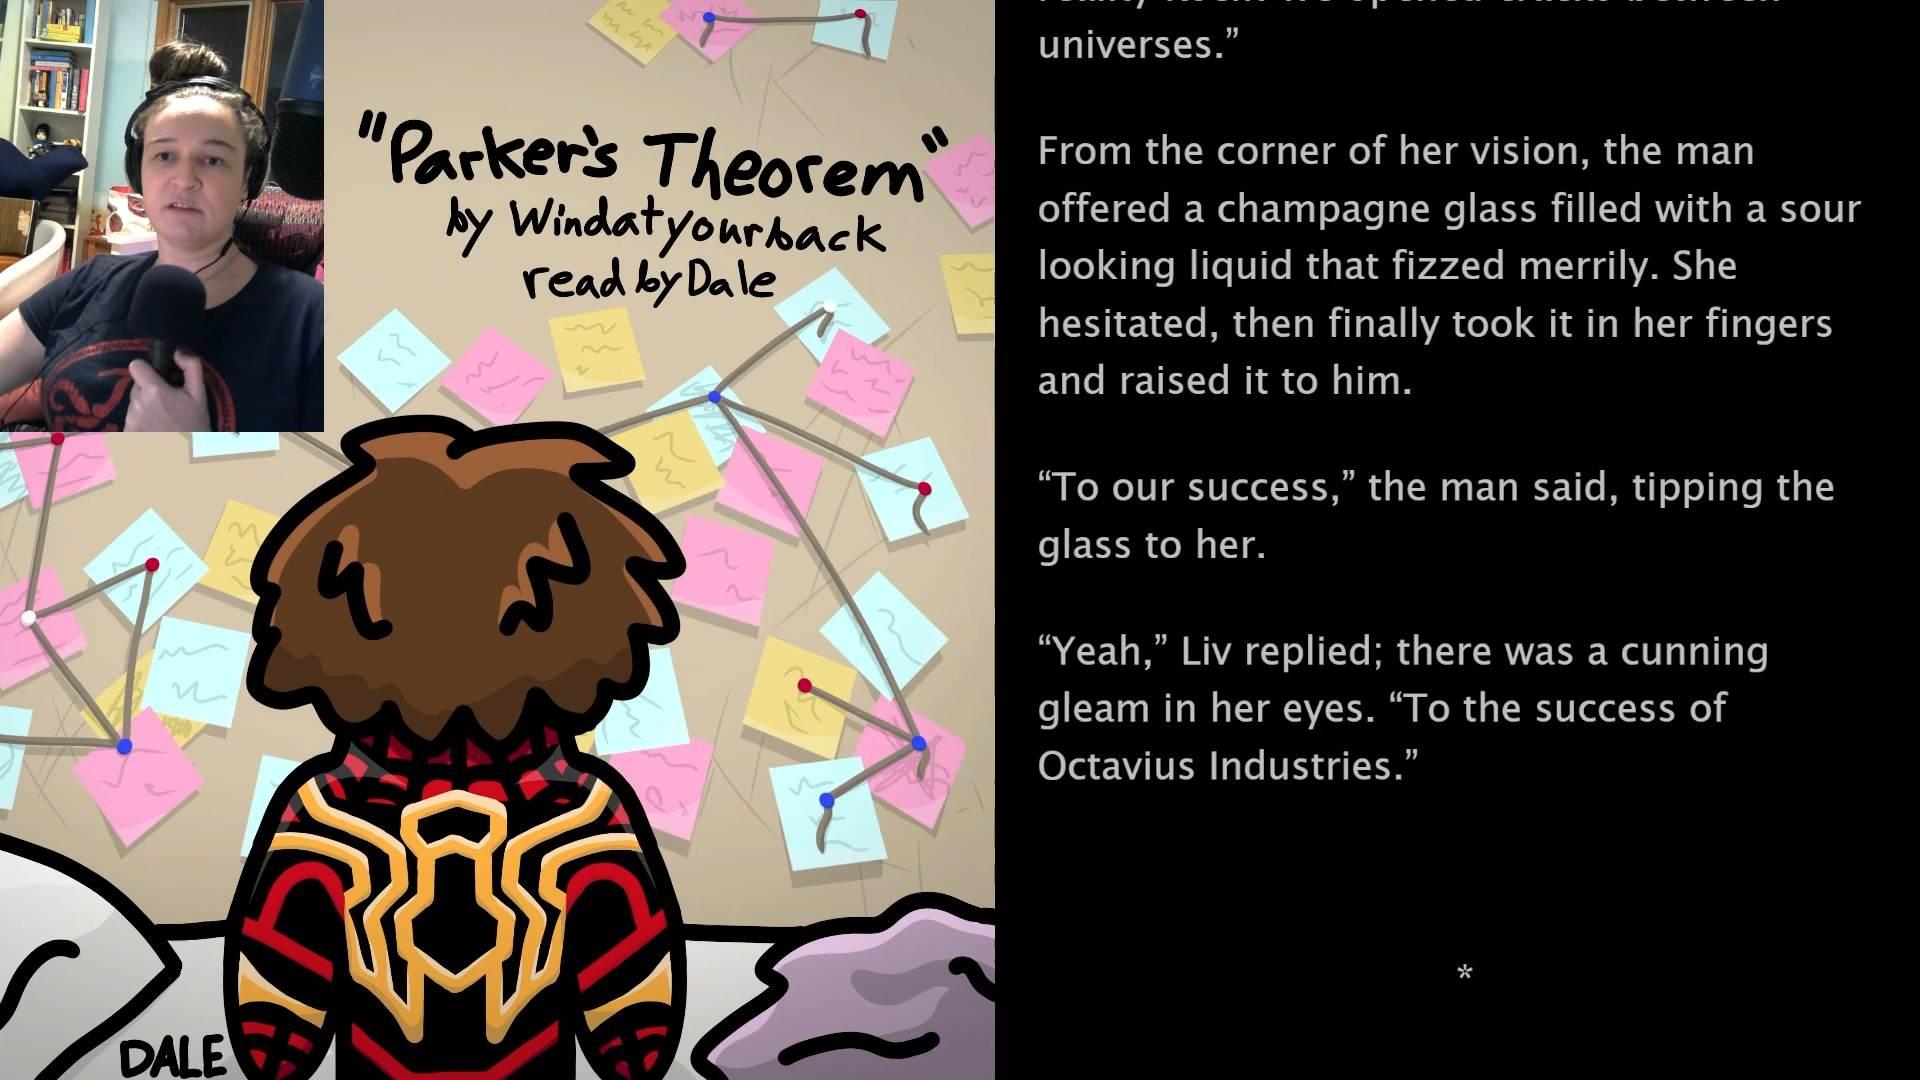 "Parker's Theorem"
by Windatyourback
read by Dale
DALE
universes.”
From the corner of her vision, the man
offered a champagne glass filled with a sour
looking liquid that fizzed merrily. She
hesitated, then finally took it in her fingers
and raised it to him.
“To our success,” the man said, tipping the
glass to her.
“Yeah,” Liv replied; there was a cunning
gleam in her eyes. “To the success of
Octavius Industries.”
*